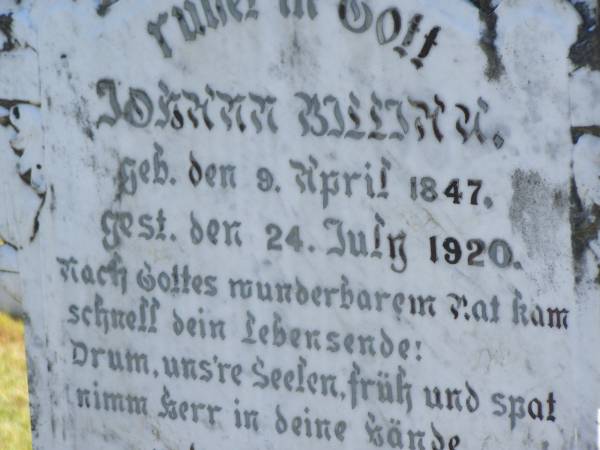 ruhet in Gott
JOHANN BILLIAU.
geb. den 9. April 1847.
gest. den 24. July 1920.
Nach Gottes wunderbarem Rat kam
schnell dein Lebensende:
Drum, uns're Seelen, früh und spat
nimm Herr in deine Hände